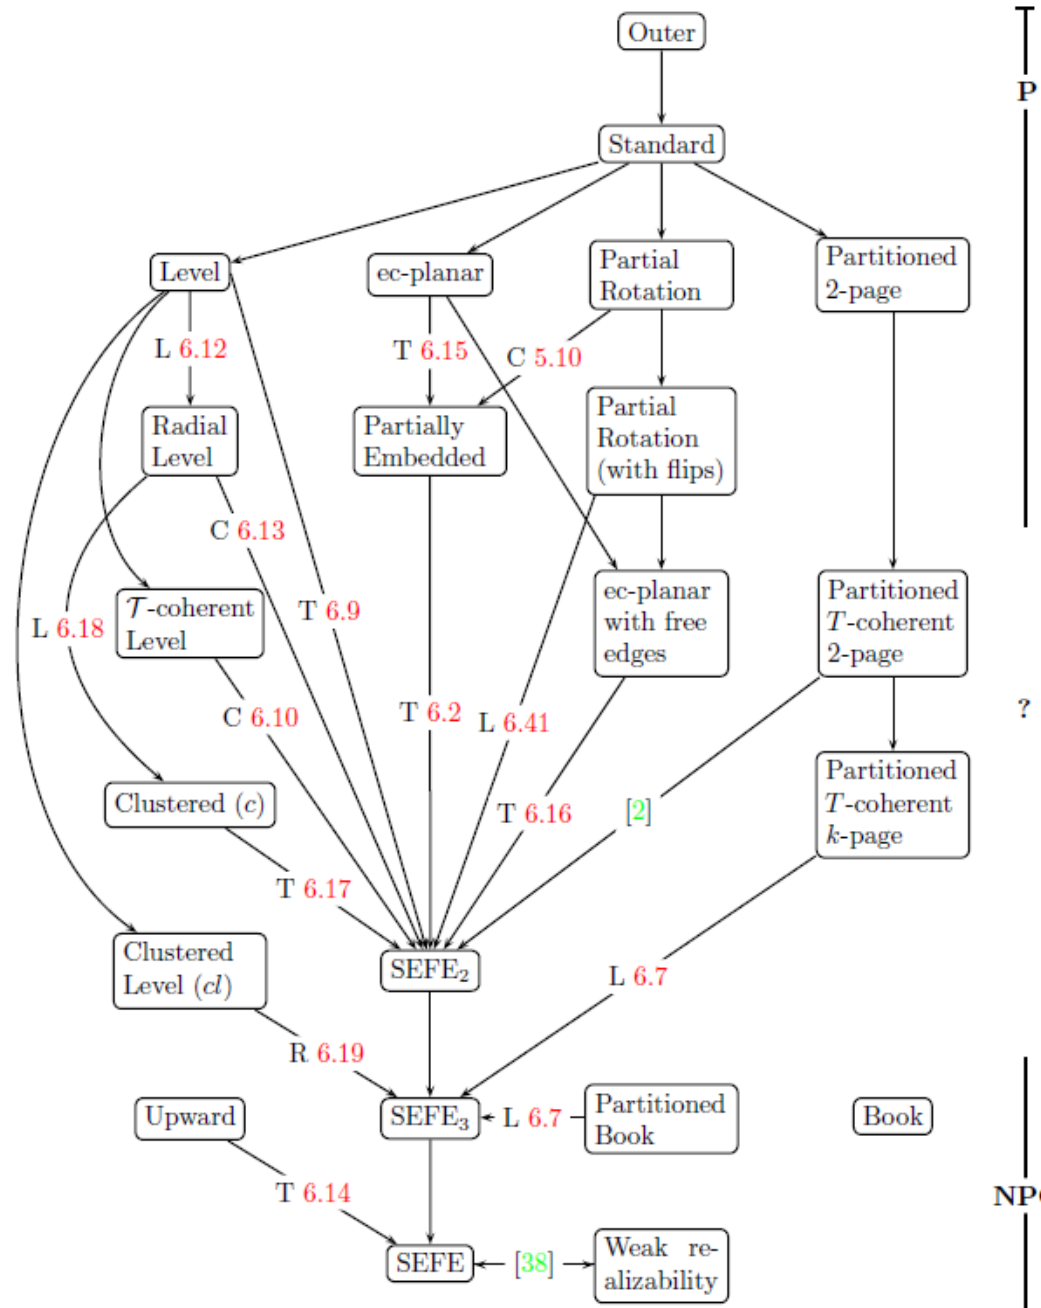 Outer
P
Standard
Level
ec-planar
Partial
Rotation
Partitioned
2-page
L 6.12
T 6.15
C 5.10
Radial
Level
Partially
Embedded
Partial
Rotation
(with flips)
C 6.13
𝒯-coherent
Level
T 6.9
L 6.18
ec-planar
with free
edges
Partitioned
T-coherent
2-page
C 6.10
T 6.2
L 6.41
?
Clustered (c)
T 6.16
[2]
Partitioned
T-coherent
k-page
T 6.17
Clustered
Level (cl)
SEFE₂
L 6.7
R 6.19
Upward
SEFE₃
L 6.7
Partitioned
Book
Book
T 6.14
NP
SEFE
[38]
Weak re-
alizability